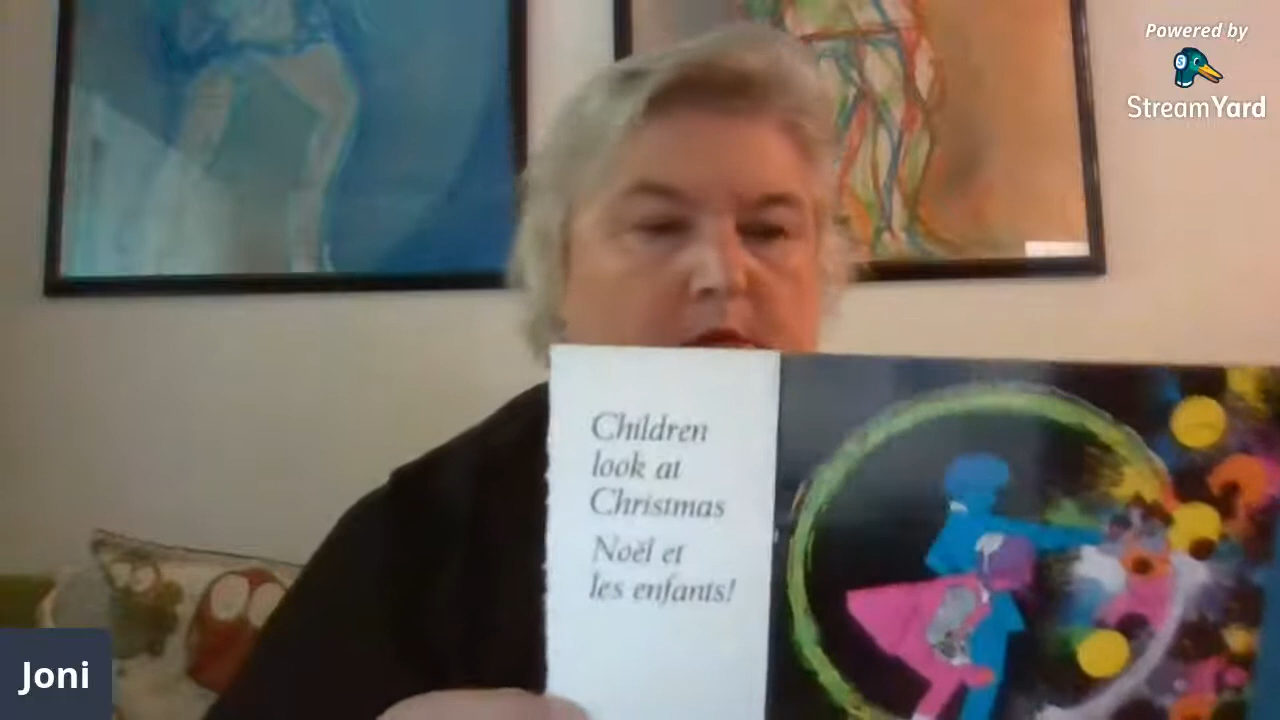 Powered by
StreamYard
Children
look at
Christmas
Noël et
les enfants!
Joni